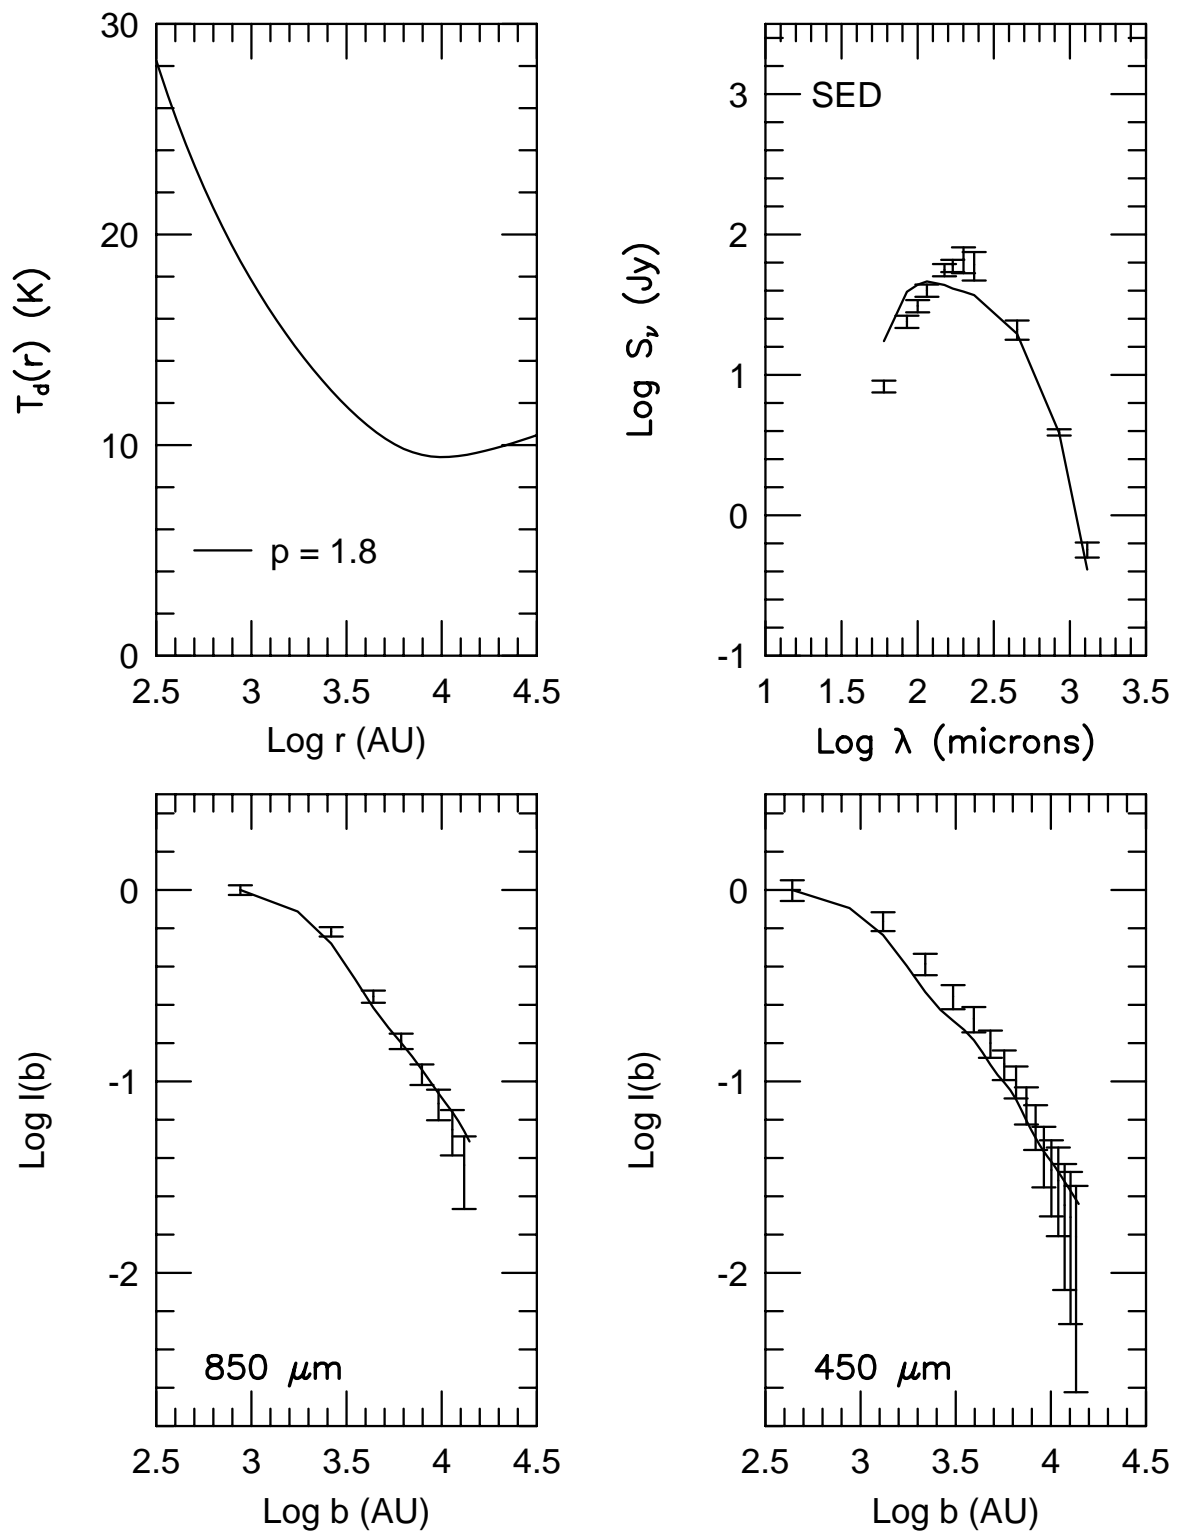 30
20
10
0
T_d(r) (K)
p = 1.8
2.5 3 3.5 4 4.5
Log r (AU)
3
2
1
0
-1
Log S_ν (Jy)
SED
1 1.5 2 2.5 3 3.5
Log λ (microns)
0
-1
-2
Log I(b)
850 μm
2.5 3 3.5 4 4.5
Log b (AU)
0
-1
-2
Log I(b)
450 μm
2.5 3 3.5 4 4.5
Log b (AU)